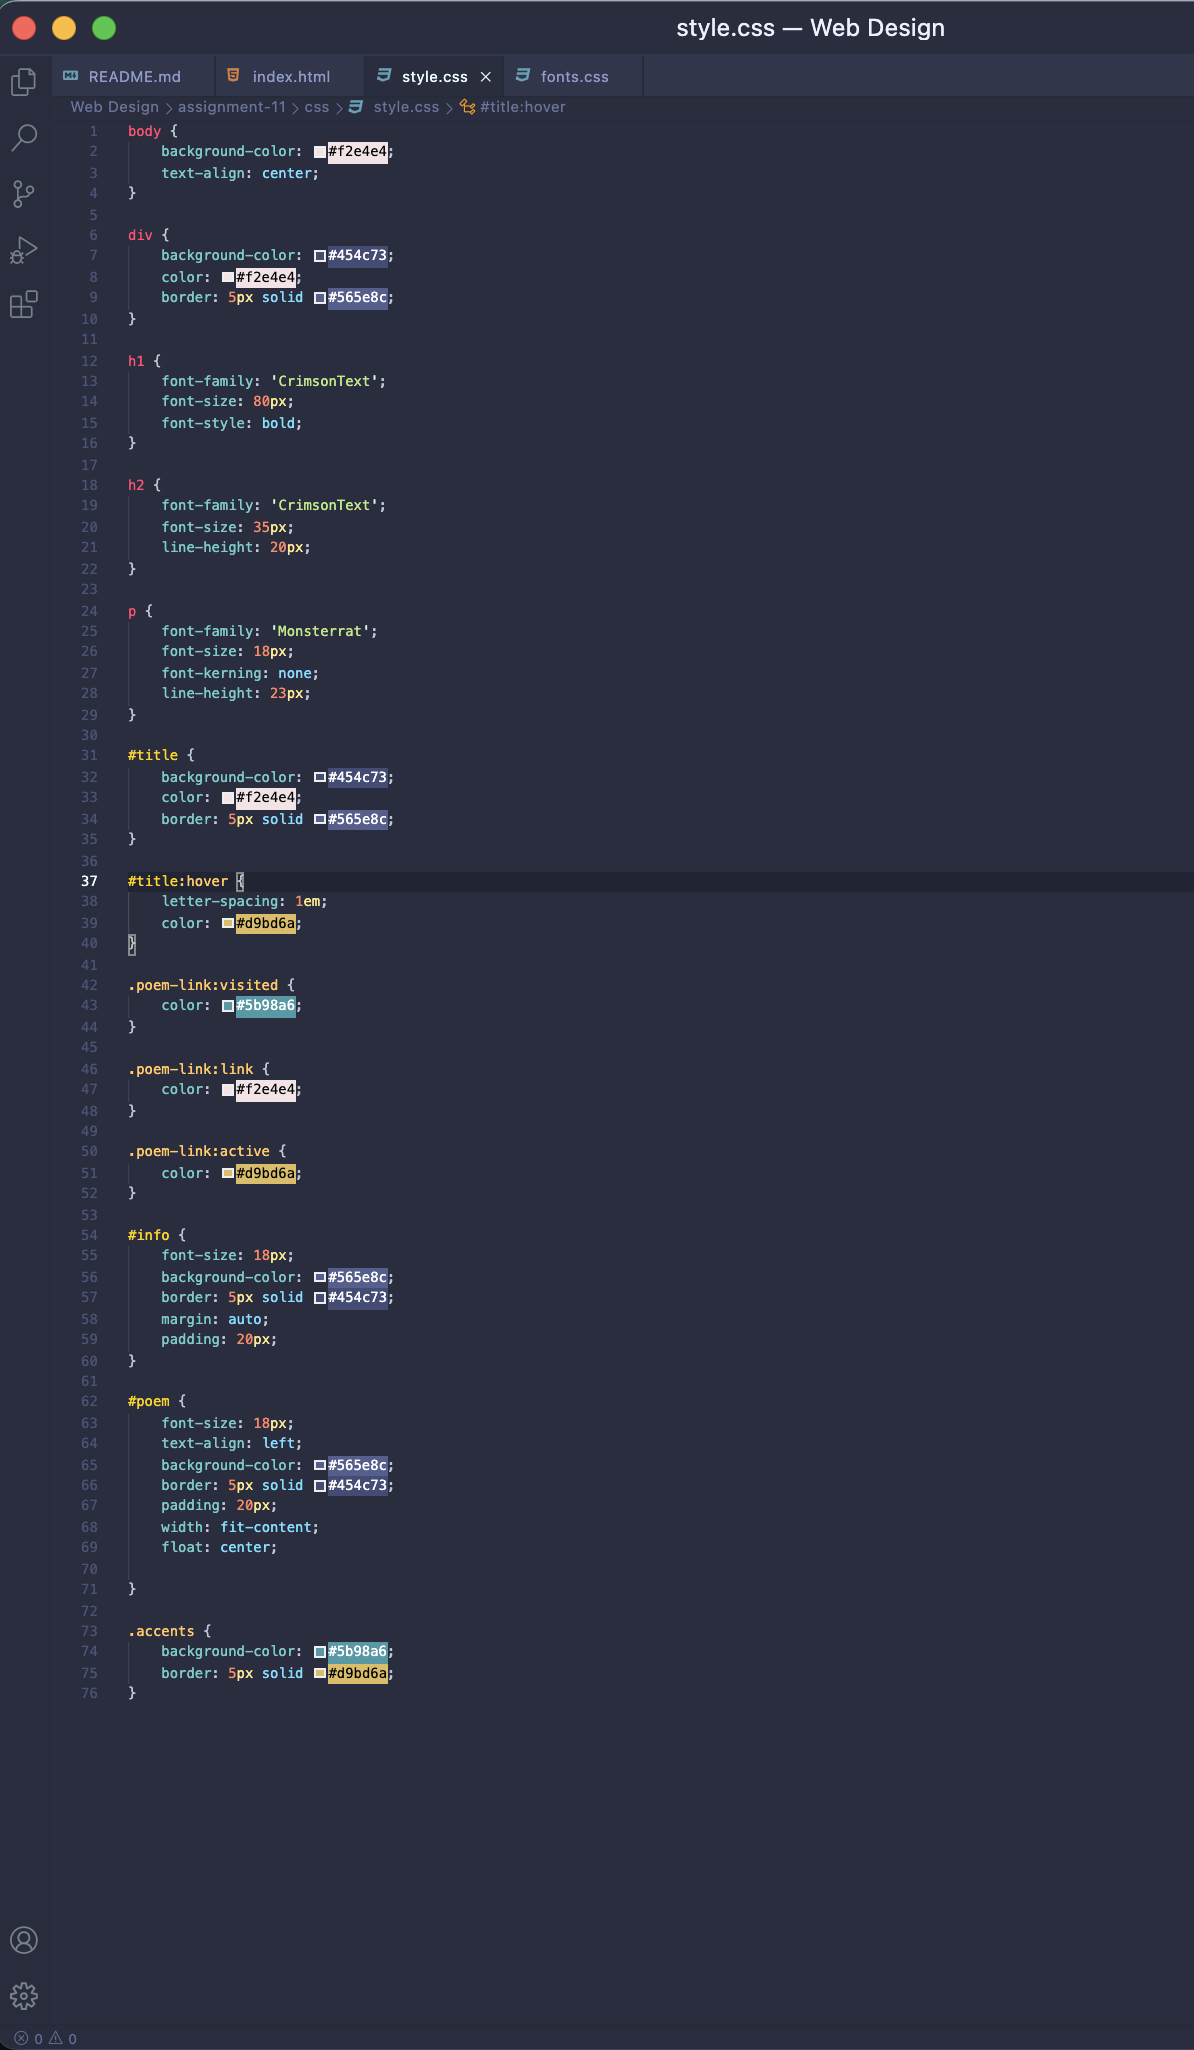 style.css — Web Design
README.md index.html style.css fonts.css
Web Design > assignment-11 > css > style.css > #title:hover
1 body {
2 background-color: #f2e4e4;
3 text-align: center;
4 }
5
6 div {
7 background-color: #454c73;
8 color: #f2e4e4;
9 border: 5px solid #565e8c;
10 }
11
12 h1 {
13 font-family: 'CrimsonText';
14 font-size: 80px;
15 font-style: bold;
16 }
17
18 h2 {
19 font-family: 'CrimsonText';
20 font-size: 35px;
21 line-height: 20px;
22 }
23
24 p {
25 font-family: 'Monsterrat';
26 font-size: 18px;
27 font-kerning: none;
28 line-height: 23px;
29 }
30
31 #title {
32 background-color: #454c73;
33 color: #f2e4e4;
34 border: 5px solid #565e8c;
35 }
36
37 #title:hover {
38 letter-spacing: 1em;
39 color: #d9bd6a;
40 }
41
42 .poem-link:visited {
43 color: #5b98a6;
44 }
45
46 .poem-link:link {
47 color: #f2e4e4;
48 }
49
50 .poem-link:active {
51 color: #d9bd6a;
52 }
53
54 #info {
55 font-size: 18px;
56 background-color: #565e8c;
57 border: 5px solid #454c73;
58 margin: auto;
59 padding: 20px;
60 }
61
62 #poem {
63 font-size: 18px;
64 text-align: left;
65 background-color: #565e8c;
66 border: 5px solid #454c73;
67 padding: 20px;
68 width: fit-content;
69 float: center;
70
71 }
72
73 .accents {
74 background-color: #5b98a6;
75 border: 5px solid #d9bd6a;
76 }
0 0